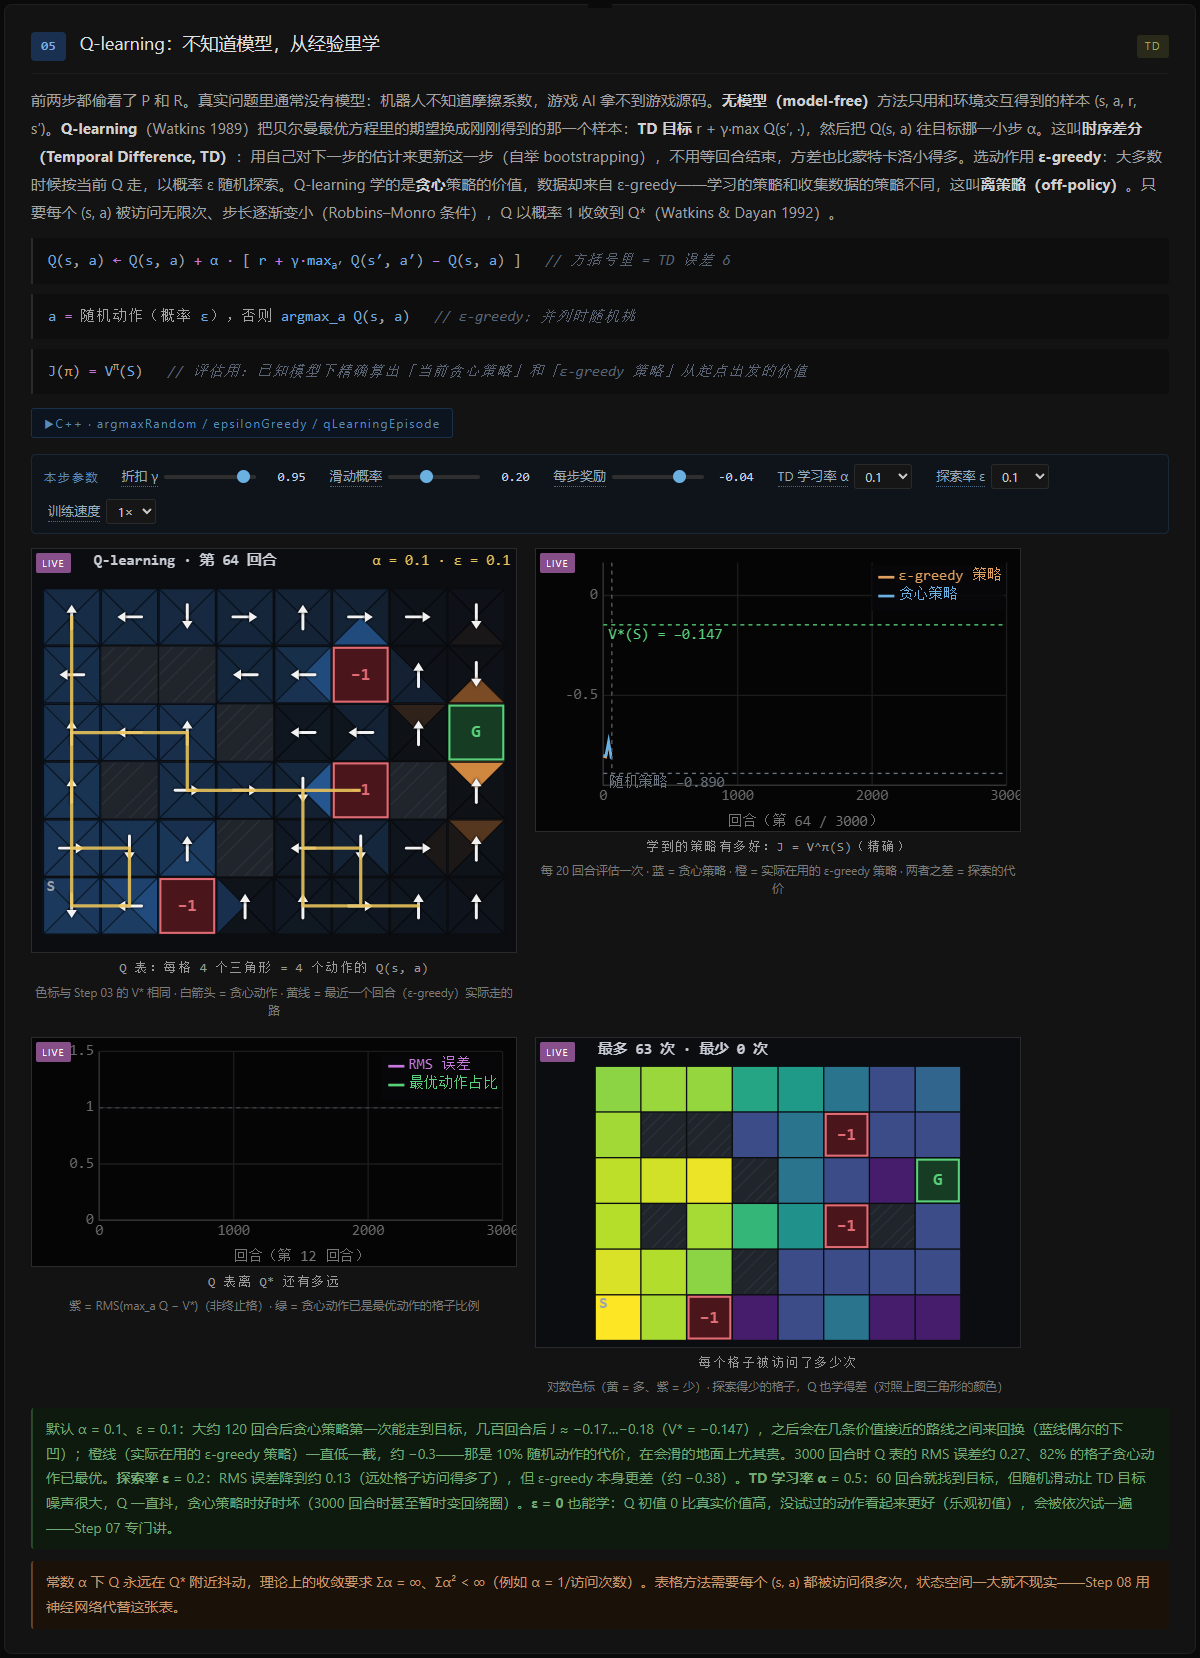 05 Q-learning：不知道模型，从经验里学 TD
前两步都偷看了 P 和 R。真实问题里通常没有模型：机器人不知道摩擦系数，游戏 AI 拿不到游戏源码。无模型（model-free）方法只用和环境交互得到的样本 (s, a, r,
s′)。Q-learning（Watkins 1989）把贝尔曼最优方程里的期望换成刚刚得到的那一个样本：TD 目标 r + γ·max Q(s′, ·)，然后把 Q(s, a) 往目标挪一小步 α。这叫时序差分
（Temporal Difference, TD）：用自己对下一步的估计来更新这一步（自举 bootstrapping），不用等回合结束，方差也比蒙特卡洛小得多。选动作用 ε-greedy：大多数
时候按当前 Q 走，以概率 ε 随机探索。Q-learning 学的是贪心策略的价值，数据却来自 ε-greedy——学习的策略和收集数据的策略不同，这叫离策略（off-policy）。只
要每个 (s, a) 被访问无限次、步长逐渐变小（Robbins–Monro 条件），Q 以概率 1 收敛到 Q*（Watkins & Dayan 1992）。
Q(s, a) ← Q(s, a) + α · [ r + γ·maxₐ′ Q(s′, a′) − Q(s, a) ] // 方括号里 = TD 误差 δ
a = 随机动作（概率 ε），否则 argmax_a Q(s, a) // ε-greedy; 并列时随机挑
J(π) = Vᵖ(S) // 评估用：已知模型下精确算出「当前贪心策略」和「ε-greedy 策略」从起点出发的价值
▶C++ · argmaxRandom / epsilonGreedy / qLearningEpisode
本步参数 折扣 γ 0.95 滑动概率 0.20 每步奖励 -0.04 TD 学习率 α 0.1 探索率 ε 0.1
训练速度 1×
LIVE Q-learning · 第 64 回合 α = 0.1 · ε = 0.1
-1
G
1
S
-1
Q 表：每格 4 个三角形 = 4 个动作的 Q(s, a)
色标与 Step 03 的 V* 相同 · 白箭头 = 贪心动作 · 黄线 = 最近一个回合（ε-greedy）实际走的
路
LIVE
ε-greedy 策略
贪心策略
0
V*(S) = −0.147
-0.5
随机策略 −0.890
0 1000 2000 3000
回合（第 64 / 3000）
学到的策略有多好：J = V^π(S)（精确）
每 20 回合评估一次 · 蓝 = 贪心策略 · 橙 = 实际在用的 ε-greedy 策略 · 两者之差 = 探索的代
价
LIVE
RMS 误差
最优动作占比
1.5
1
0.5
0
0 1000 2000 3000
回合（第 12 回合）
Q 表离 Q* 还有多远
紫 = RMS(max_a Q − V*)（非终止格）· 绿 = 贪心动作已是最优动作的格子比例
LIVE 最多 63 次 · 最少 0 次
−1
G
−1
S
−1
每个格子被访问了多少次
对数色标（黄 = 多、紫 = 少）· 探索得少的格子，Q 也学得差（对照上图三角形的颜色）
默认 α = 0.1、ε = 0.1：大约 120 回合后贪心策略第一次能走到目标，几百回合后 J ≈ −0.17…−0.18（V* = −0.147），之后会在几条价值接近的路线之间来回换（蓝线偶尔的下
凹）；橙线（实际在用的 ε-greedy 策略）一直低一截，约 −0.3——那是 10% 随机动作的代价，在会滑的地面上尤其贵。3000 回合时 Q 表的 RMS 误差约 0.27、82% 的格子贪心动
作已最优。探索率 ε = 0.2：RMS 误差降到约 0.13（远处格子访问得多了），但 ε-greedy 本身更差（约 −0.38）。TD 学习率 α = 0.5：60 回合就找到目标，但随机滑动让 TD 目标
噪声很大，Q 一直抖，贪心策略时好时坏（3000 回合时甚至暂时变回绕圈）。ε = 0 也能学：Q 初值 0 比真实价值高，没试过的动作看起来更好（乐观初值），会被依次试一遍
——Step 07 专门讲。
常数 α 下 Q 永远在 Q* 附近抖动，理论上的收敛要求 Σα = ∞、Σα² < ∞（例如 α = 1/访问次数）。表格方法需要每个 (s, a) 都被访问很多次，状态空间一大就不现实——Step 08 用
神经网络代替这张表。